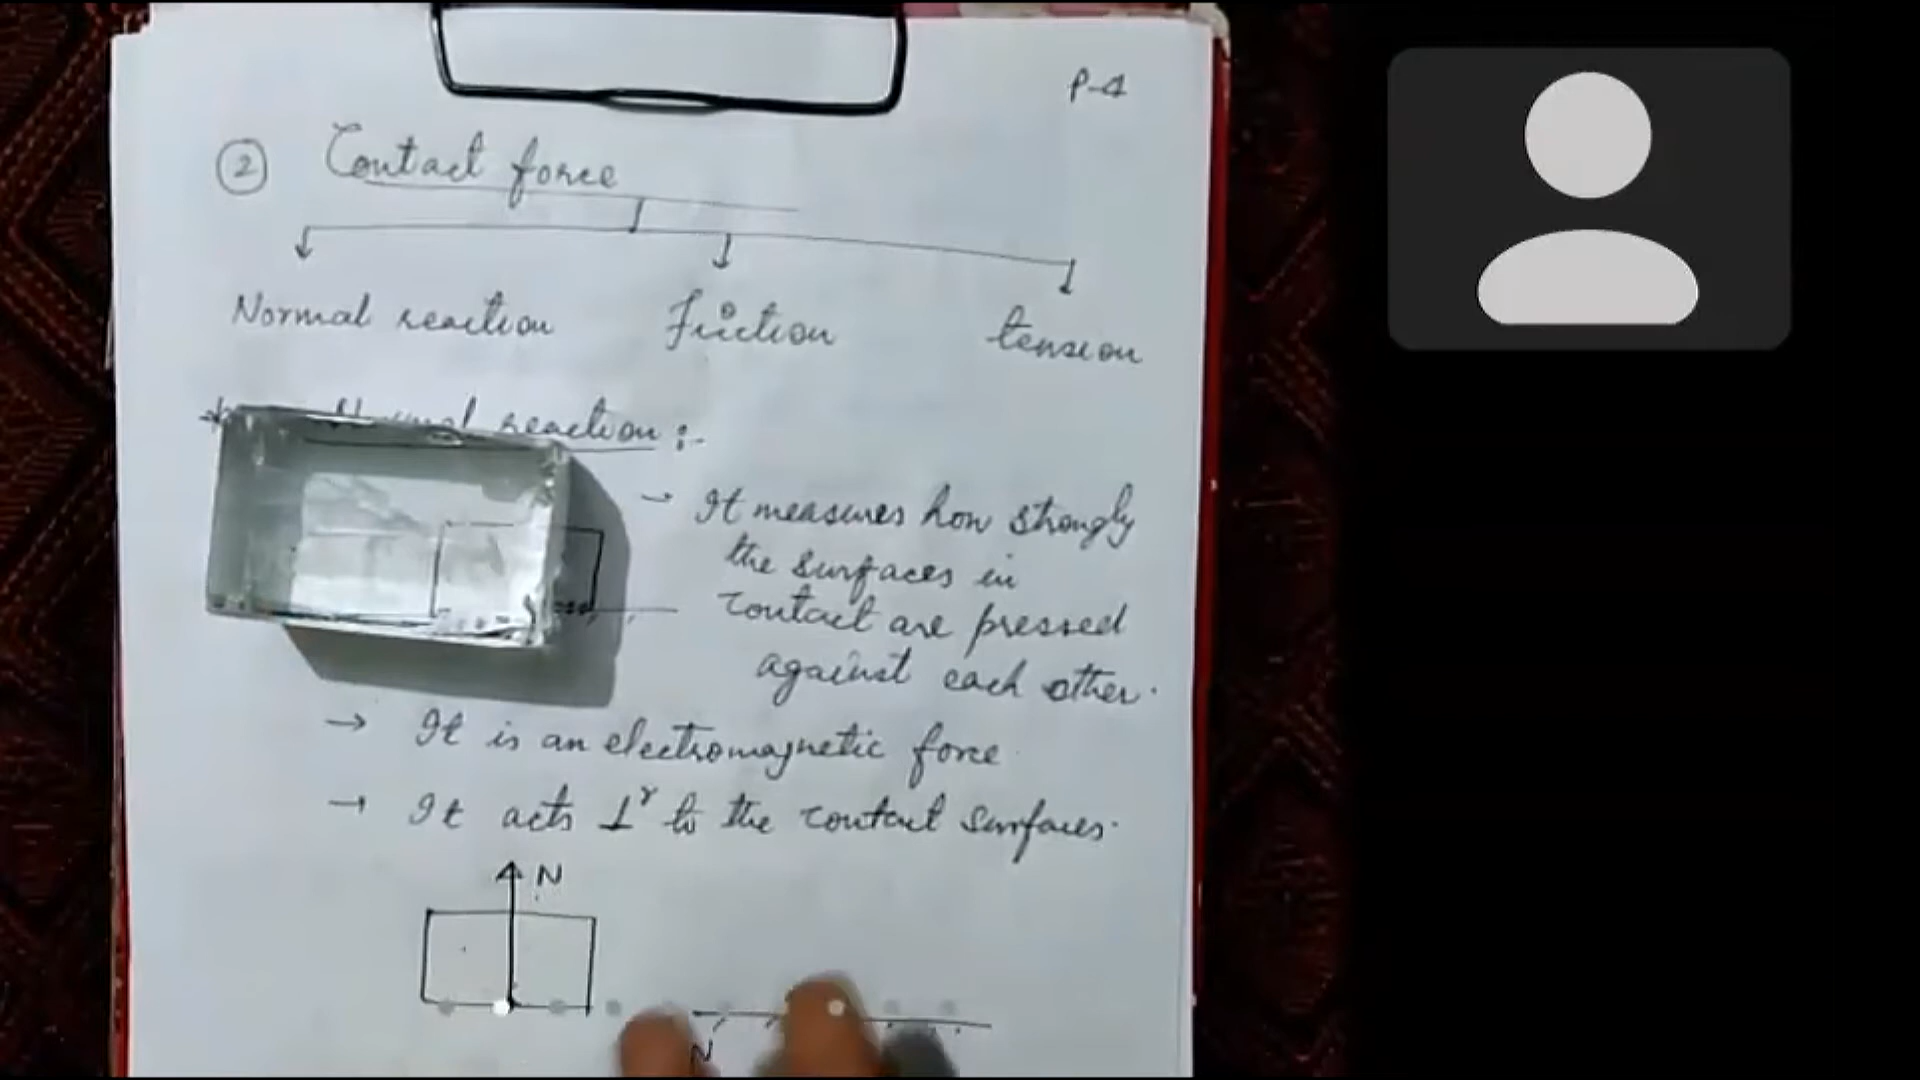 P-4
② Contact force
Normal reaction Friction tension
* Normal reaction :-
→ It measures how strongly
the surfaces in
contact are pressed
against each other.
→ It is an electromagnetic force
→ It acts ⊥r to the contact surfaces.
N
N